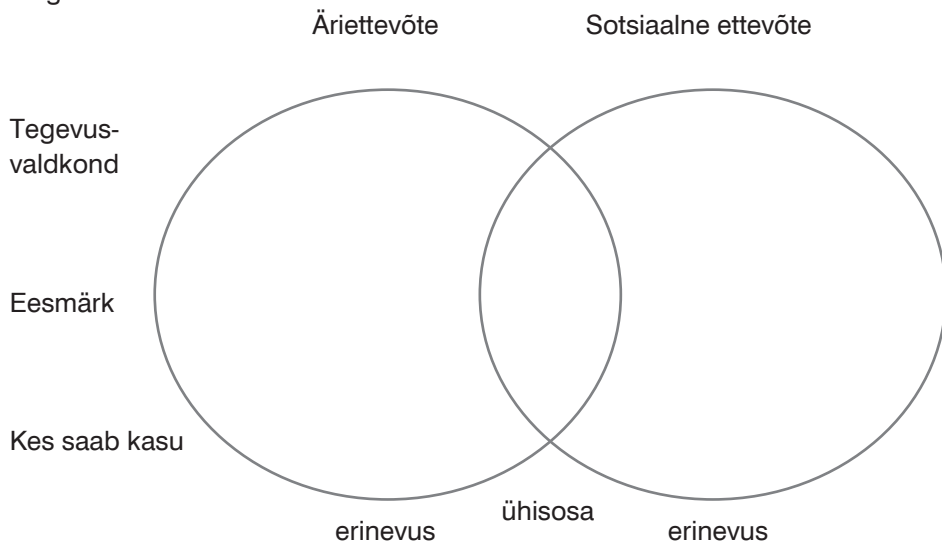 Äriettevõte Sotsiaalne ettevõte
Tegevus-
valdkond
Eesmärk
Kes saab kasu
ühisosa
erinevus erinevus